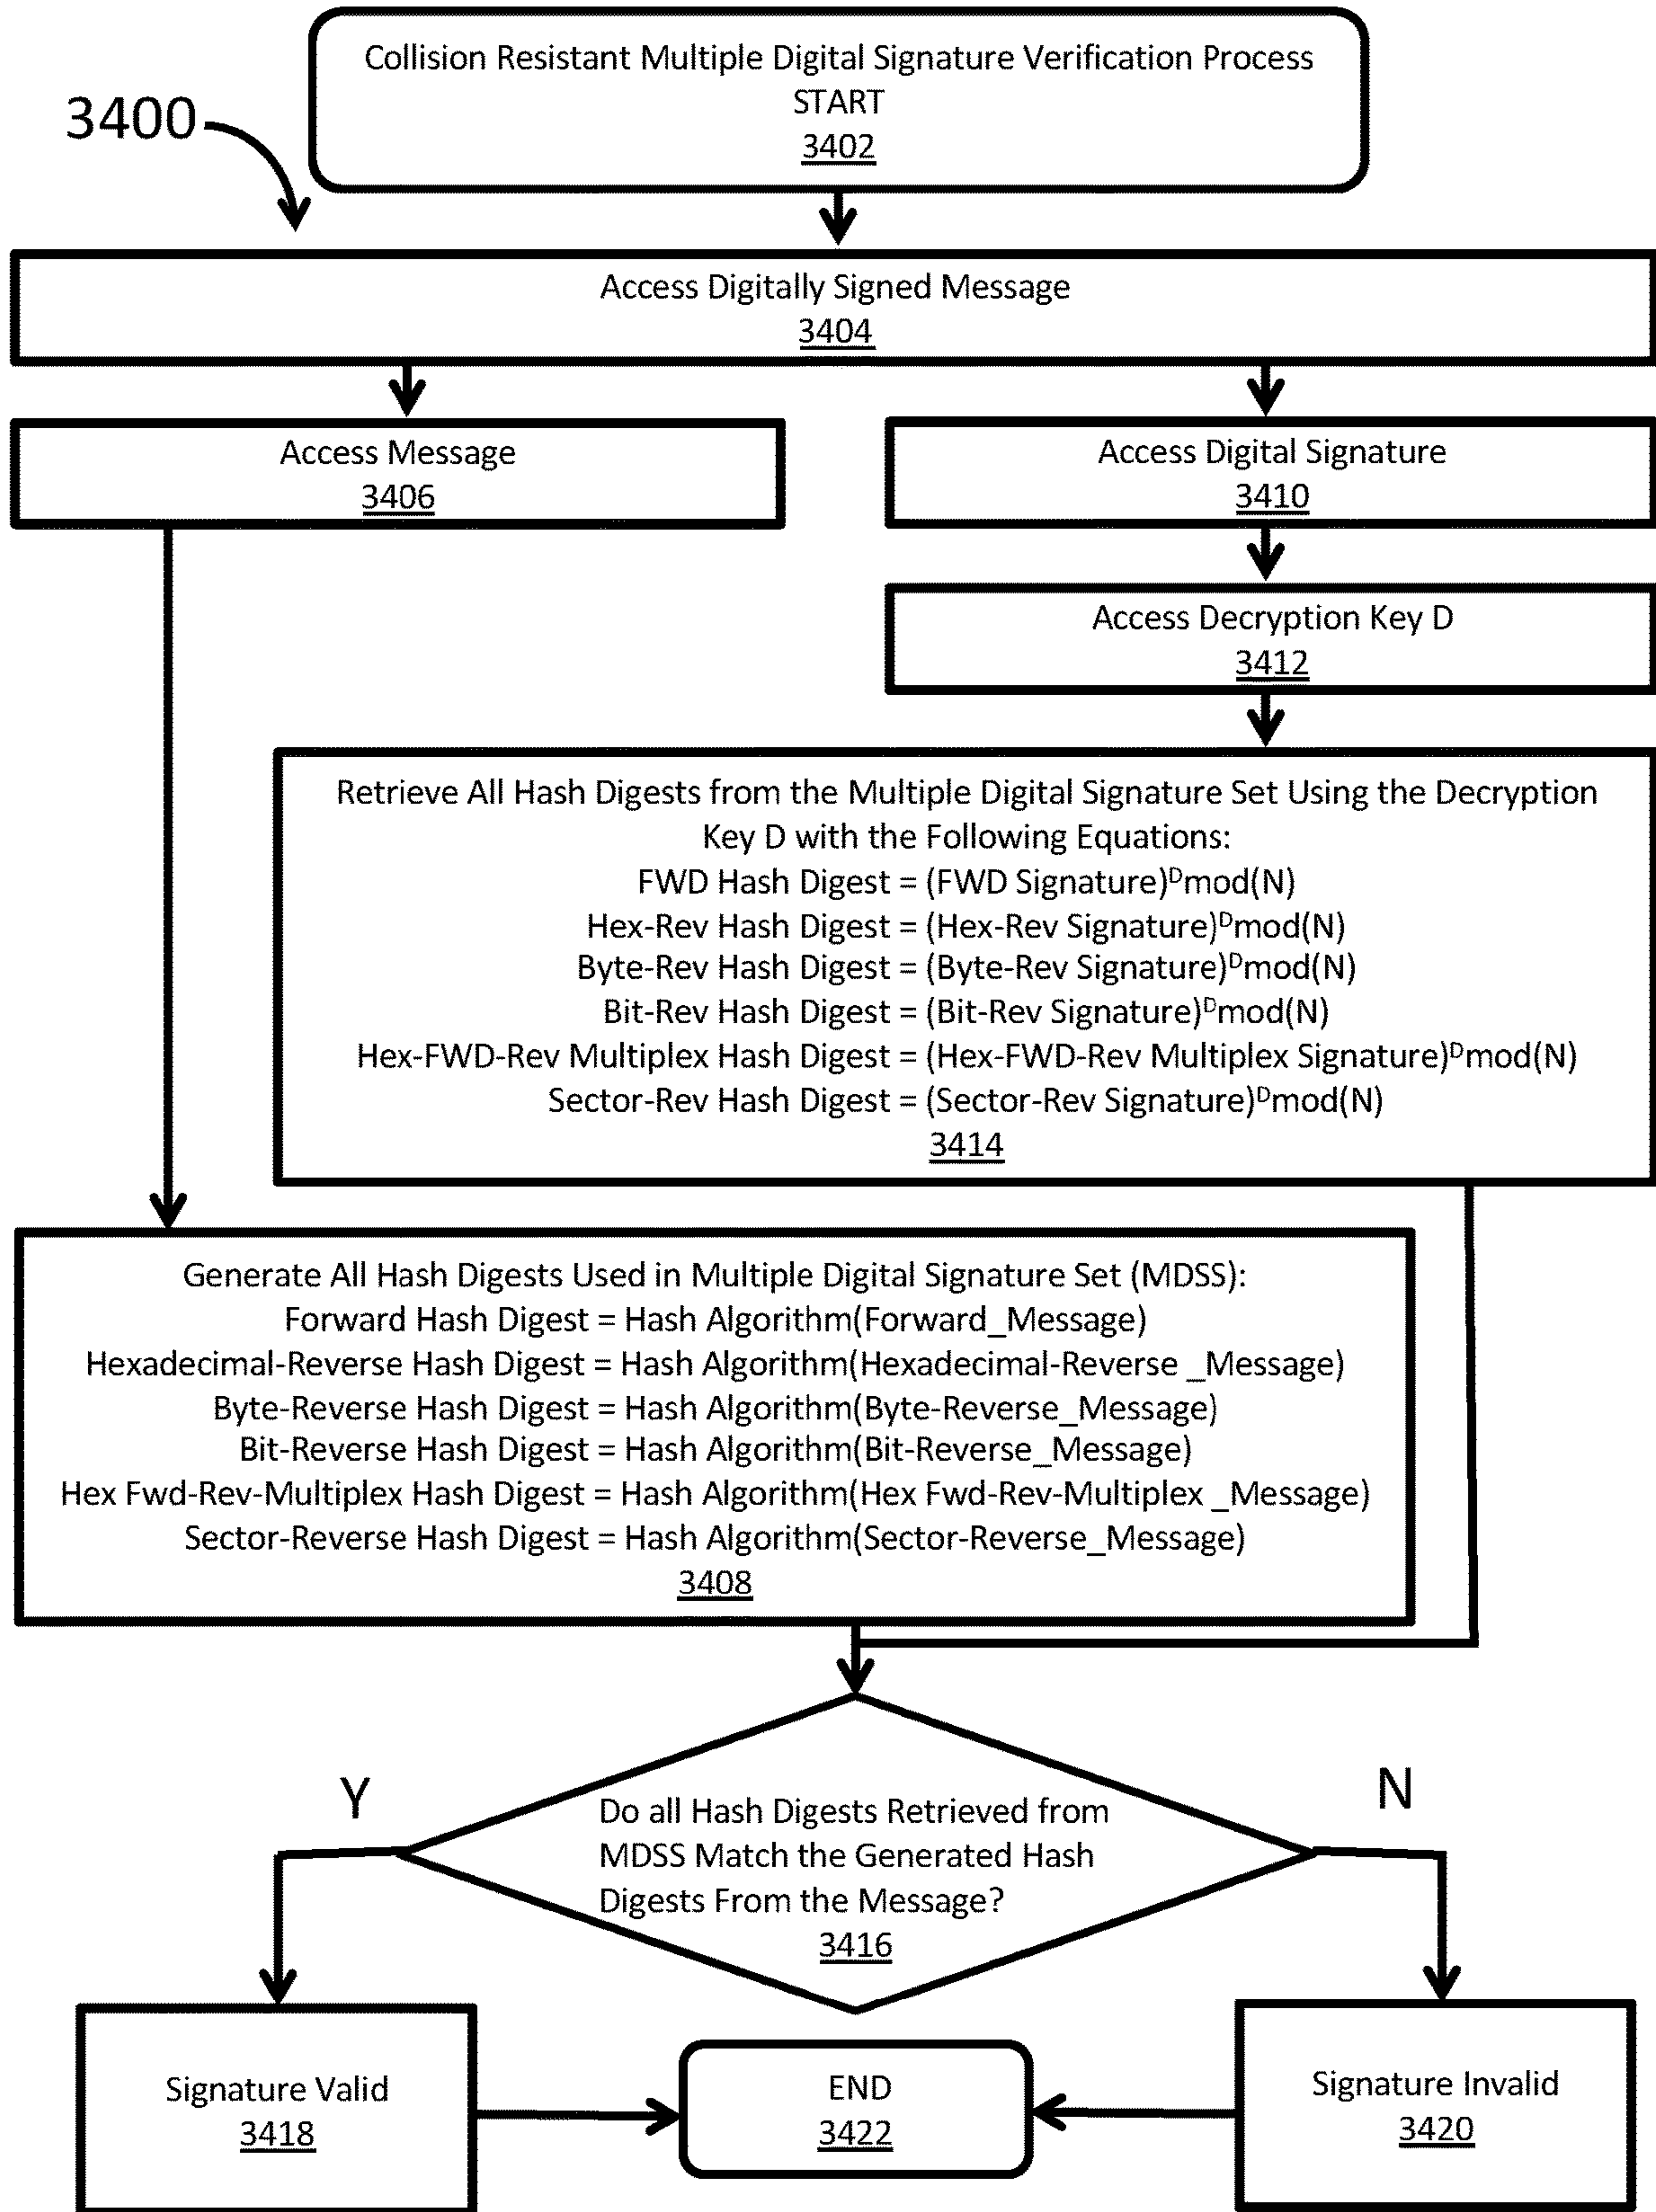 Collision Resistant Multiple Digital Signature Verification Process
START
3402
3400
Access Digitally Signed Message
3404
Access Message
3406
Access Digital Signature
3410
Access Decryption Key D
3412
Retrieve All Hash Digests from the Multiple Digital Signature Set Using the Decryption
Key D with the Following Equations:
FWD Hash Digest = (FWD Signature)ᴰmod(N)
Hex-Rev Hash Digest = (Hex-Rev Signature)ᴰmod(N)
Byte-Rev Hash Digest = (Byte-Rev Signature)ᴰmod(N)
Bit-Rev Hash Digest = (Bit-Rev Signature)ᴰmod(N)
Hex-FWD-Rev Multiplex Hash Digest = (Hex-FWD-Rev Multiplex Signature)ᴰmod(N)
Sector-Rev Hash Digest = (Sector-Rev Signature)ᴰmod(N)
3414
Generate All Hash Digests Used in Multiple Digital Signature Set (MDSS):
Forward Hash Digest = Hash Algorithm(Forward_Message)
Hexadecimal-Reverse Hash Digest = Hash Algorithm(Hexadecimal-Reverse _Message)
Byte-Reverse Hash Digest = Hash Algorithm(Byte-Reverse_Message)
Bit-Reverse Hash Digest = Hash Algorithm(Bit-Reverse_Message)
Hex Fwd-Rev-Multiplex Hash Digest = Hash Algorithm(Hex Fwd-Rev-Multiplex _Message)
Sector-Reverse Hash Digest = Hash Algorithm(Sector-Reverse_Message)
3408
Y
N
Do all Hash Digests Retrieved from
MDSS Match the Generated Hash
Digests From the Message?
3416
Signature Valid
3418
END
3422
Signature Invalid
3420